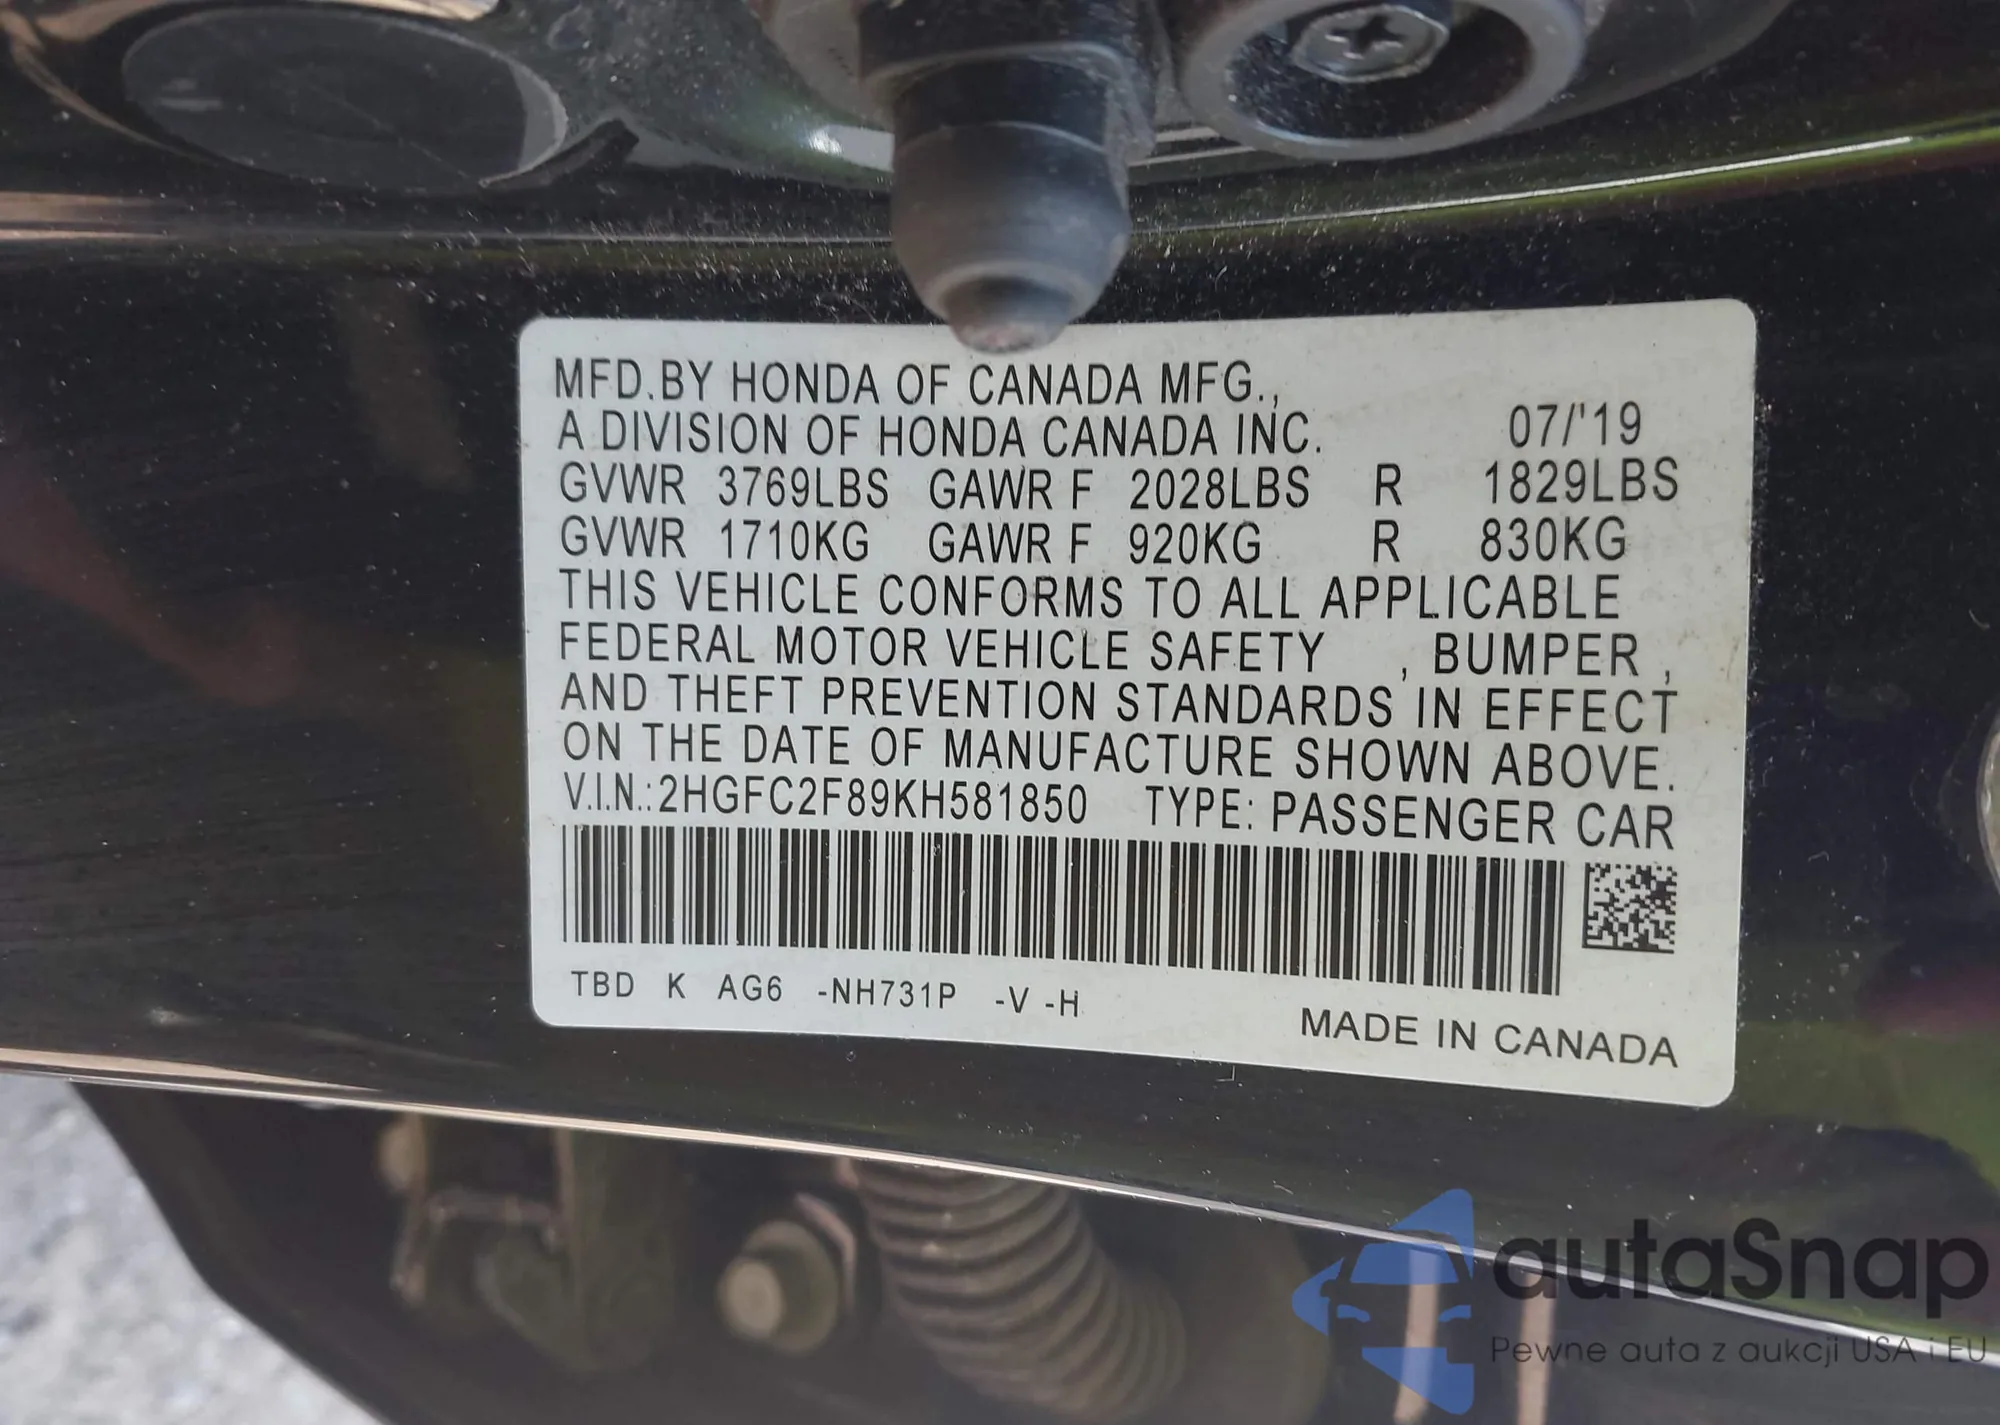 MFD.BY HONDA OF CANADA MFG.,
A DIVISION OF HONDA CANADA INC. 07/'19
GVWR 3769LBS GAWR F 2028LBS R 1829LBS
GVWR 1710KG GAWR F 920KG R 830KG
THIS VEHICLE CONFORMS TO ALL APPLICABLE
FEDERAL MOTOR VEHICLE SAFETY , BUMPER ,
AND THEFT PREVENTION STANDARDS IN EFFECT
ON THE DATE OF MANUFACTURE SHOWN ABOVE.
V.I.N.:2HGFC2F89KH581850 TYPE: PASSENGER CAR
TBD K AG6 -NH731P -V -H
MADE IN CANADA
autaSnap
Pewne auta z aukcji USA i EU